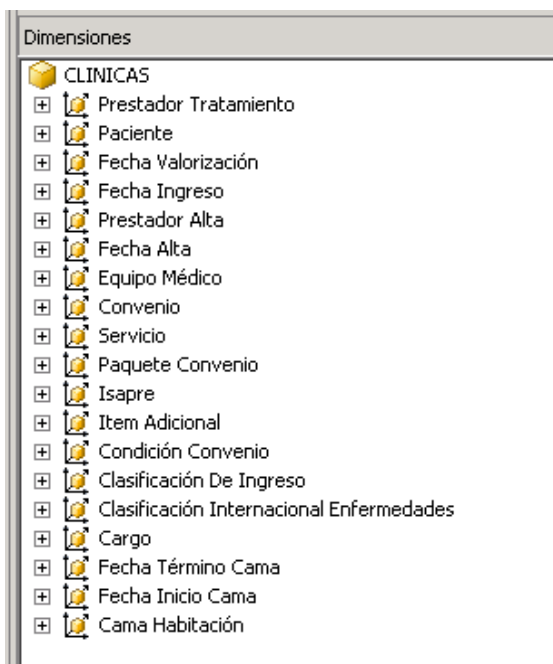 Dimensiones
CLINICAS
Prestador Tratamiento
Paciente
Fecha Valorización
Fecha Ingreso
Prestador Alta
Fecha Alta
Equipo Médico
Convenio
Servicio
Paquete Convenio
Isapre
Item Adicional
Condición Convenio
Clasificación De Ingreso
Clasificación Internacional Enfermedades
Cargo
Fecha Término Cama
Fecha Inicio Cama
Cama Habitación